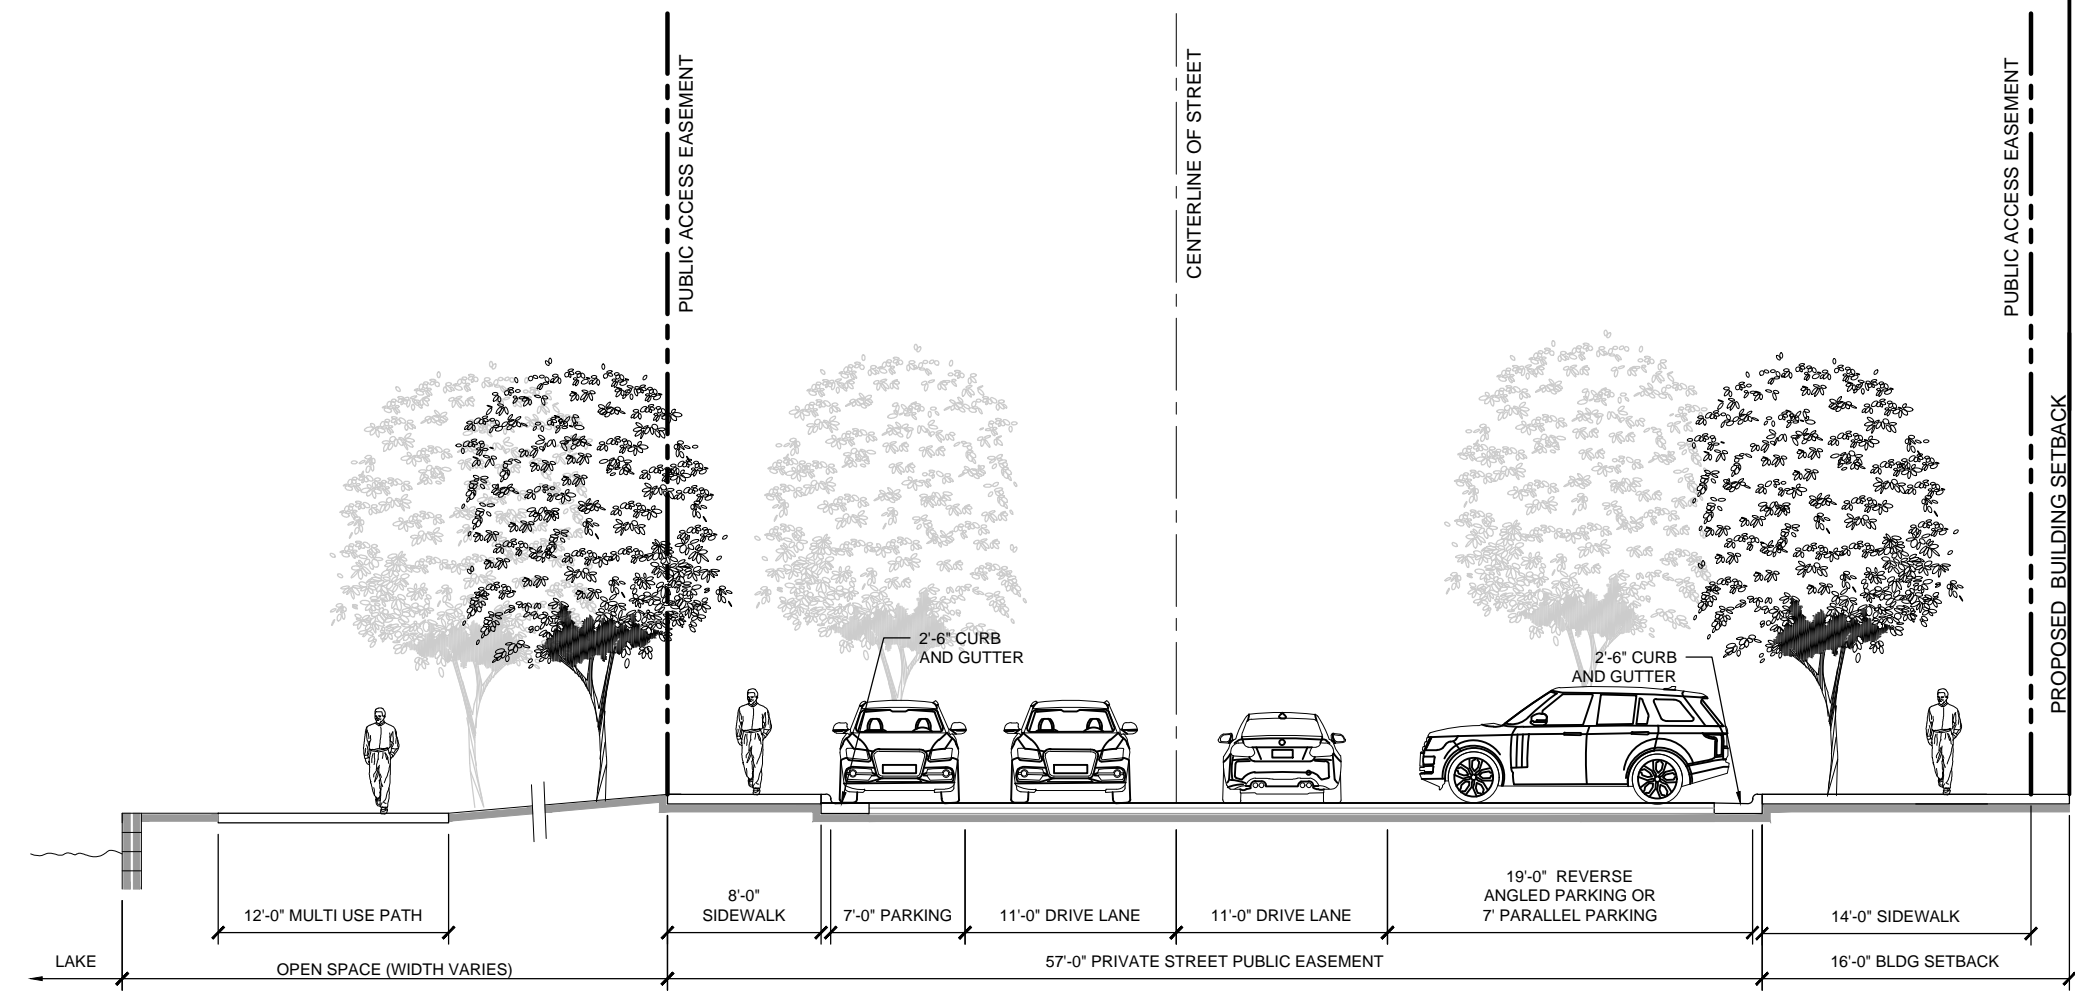 PUBLIC ACCESS EASEMENT
CENTERLINE OF STREET
PUBLIC ACCESS EASEMENT
PROPOSED BUILDING SETBACK
2'-6" CURB
AND GUTTER
2'-6" CURB
AND GUTTER
12'-0" MULTI USE PATH
8'-0"
SIDEWALK
7'-0" PARKING
11'-0" DRIVE LANE
11'-0" DRIVE LANE
19'-0" REVERSE
ANGLED PARKING OR
7' PARALLEL PARKING
14'-0" SIDEWALK
LAKE
OPEN SPACE (WIDTH VARIES)
57'-0" PRIVATE STREET PUBLIC EASEMENT
16'-0" BLDG SETBACK